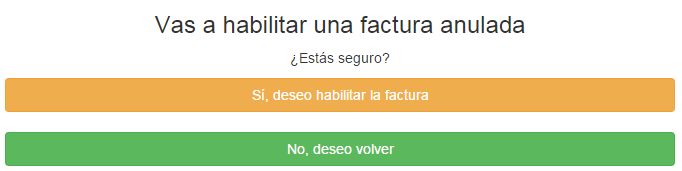 Vas a habilitar una factura anulada
¿Estás seguro?
Sí, deseo habilitar la factura
No, deseo volver